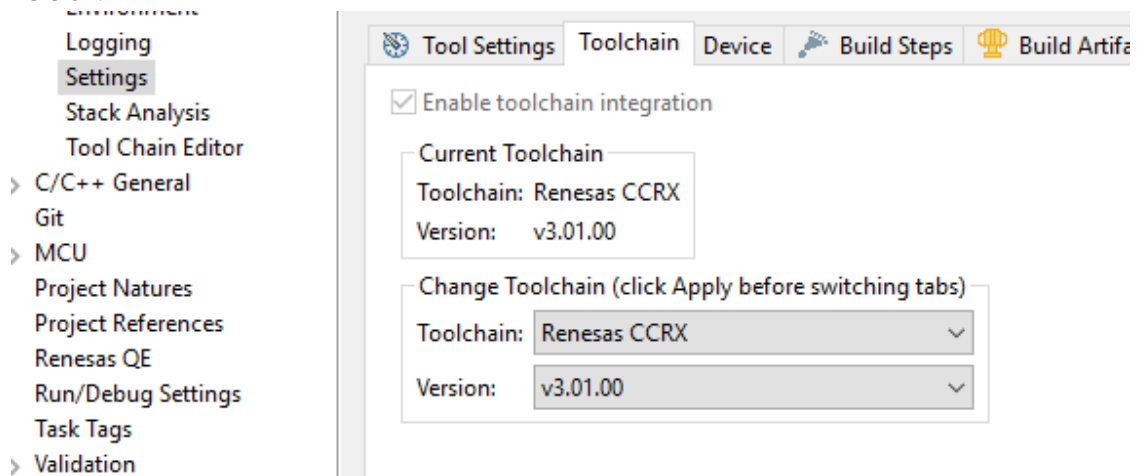 Logging
Settings
Stack Analysis
Tool Chain Editor
C/C++ General
Git
MCU
Project Natures
Project References
Renesas QE
Run/Debug Settings
Task Tags
Validation
Tool Settings Toolchain Device Build Steps Build Artifa
Enable toolchain integration
Current Toolchain
Toolchain: Renesas CCRX
Version: v3.01.00
Change Toolchain (click Apply before switching tabs)
Toolchain: Renesas CCRX
Version: v3.01.00